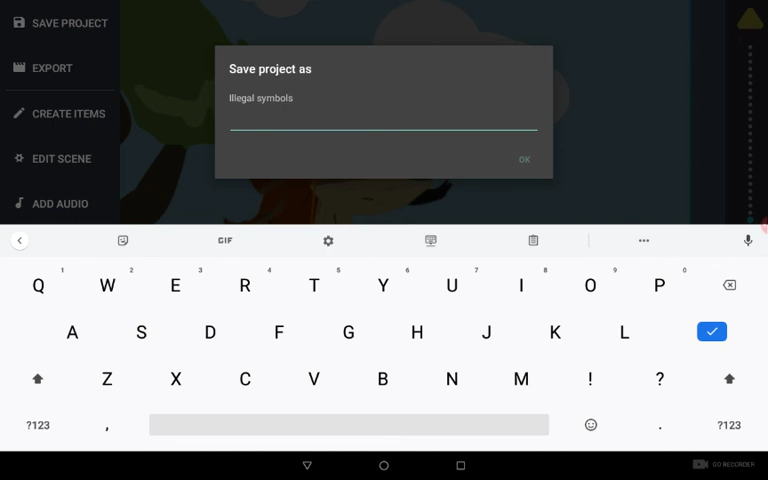 SAVE PROJECT
EXPORT
CREATE ITEMS
EDIT SCENE
ADD AUDIO
Save project as
Illegal symbols
OK
GIF
Q 1 W 2 E 3 R 4 T 5 Y 6 U 7 I 8 O 9 P 0
A S D F G H J K L
Z X C V B N M ! ?
?123 , . ?123
GO RECORDER